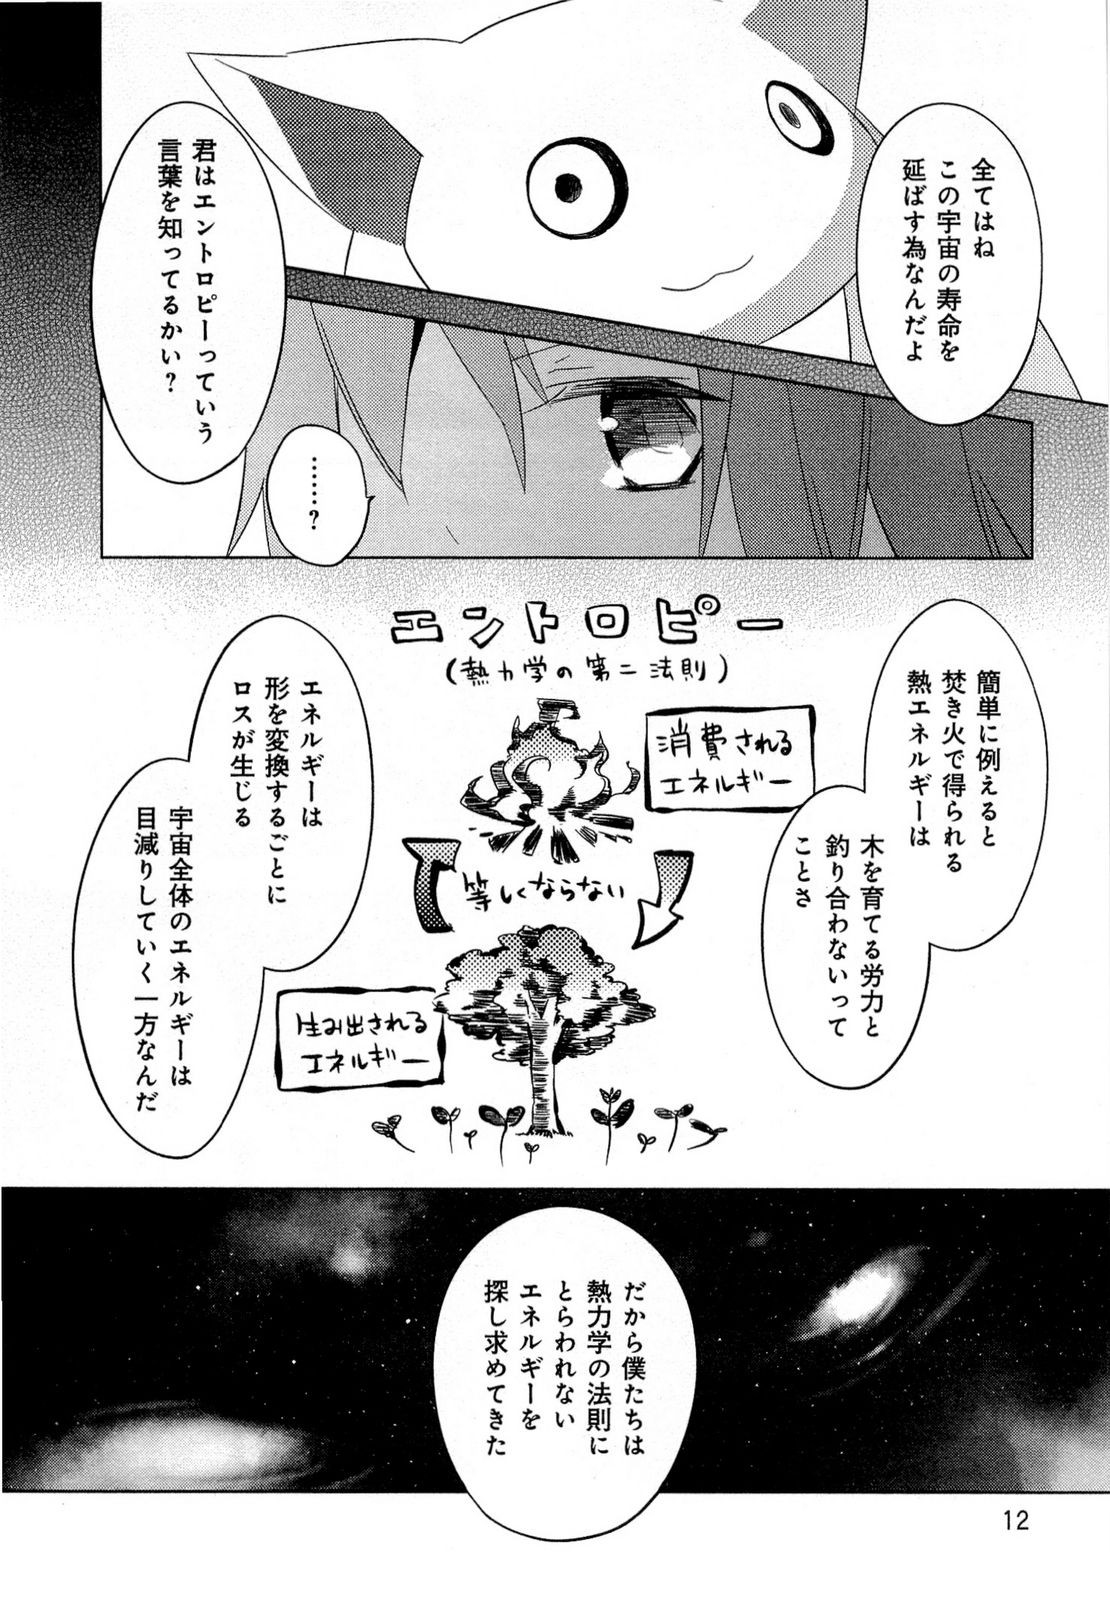 全てはね
この宇宙の寿命を
延ばす為なんだよ
君はエントロピーっていう
言葉を知ってるかい？
……？
エントロピー
(熱力学の第二法則)
簡単に例えると
焚き火で得られる
熱エネルギーは
木を育てる労力と
釣り合わないって
ことさ
消費される
エネルギー
等しくならない
生み出される
エネルギー
エネルギーは
形を変換するごとに
ロスが生じる
宇宙全体のエネルギーは
目減りしていく一方なんだ
だから僕たちは
熱力学の法則に
とらわれない
エネルギーを
探し求めてきた
12